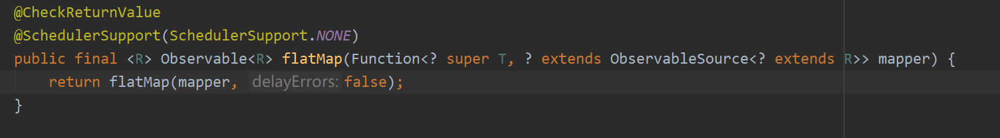 @CheckReturnValue
@SchedulerSupport(SchedulerSupport.NONE)
public final <R> Observable<R> flatMap(Function<? super T, ? extends ObservableSource<? extends R>> mapper) {
return flatMap(mapper, delayErrors: false);
}